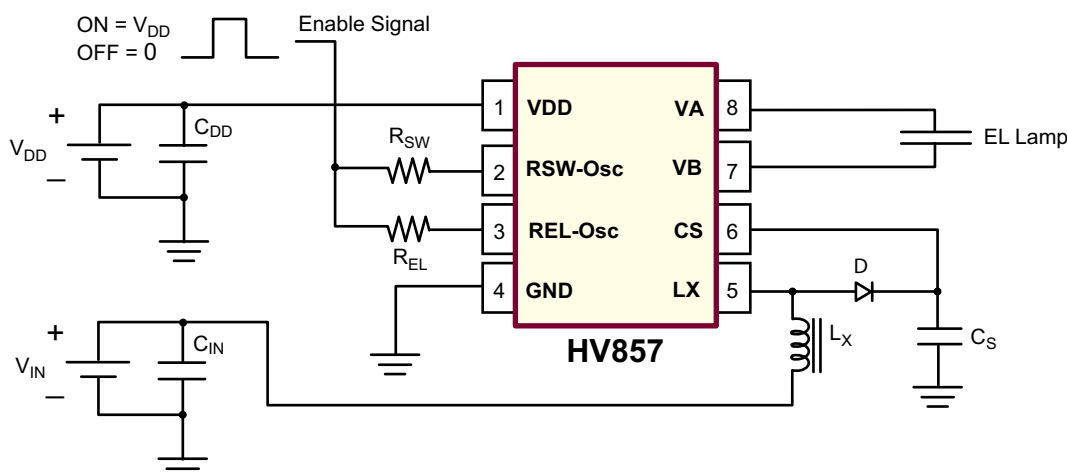 ON = VDD
OFF = 0
Enable Signal
+
VDD
–
CDD
RSW
REL
1
VDD
2
RSW-Osc
3
REL-Osc
4
GND
VA
8
VB
7
CS
6
LX
5
HV857
EL Lamp
D
LX
CS
+
VIN
–
CIN